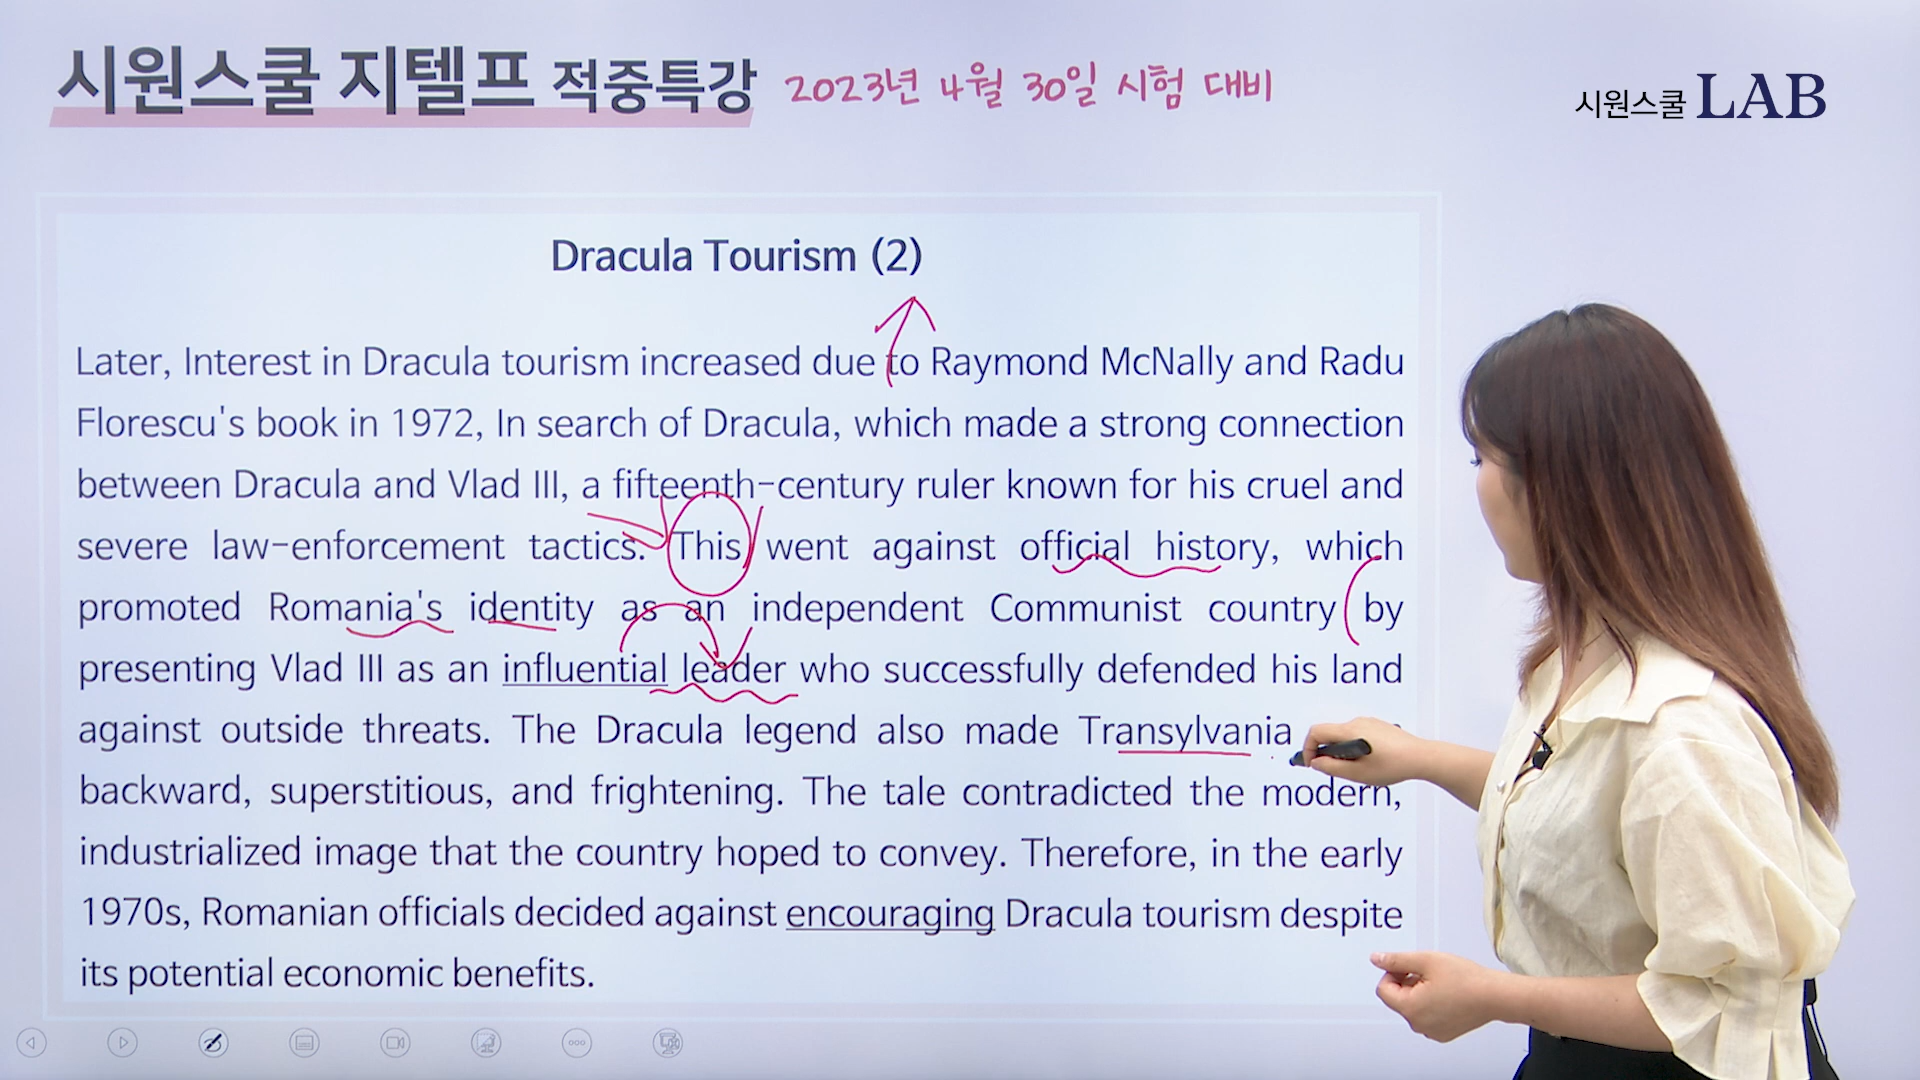 시원스쿨 지텔프 적중특강 2023년 4월 30일 시험 대비
시원스쿨 LAB
Dracula Tourism (2)
Later, Interest in Dracula tourism increased due to Raymond McNally and Radu
Florescu's book in 1972, In search of Dracula, which made a strong connection
between Dracula and Vlad III, a fifteenth-century ruler known for his cruel and
severe law-enforcement tactics. This went against official history, which
promoted Romania's identity as an independent Communist country by
presenting Vlad III as an influential leader who successfully defended his land
against outside threats. The Dracula legend also made Transylvania
backward, superstitious, and frightening. The tale contradicted the modern,
industrialized image that the country hoped to convey. Therefore, in the early
1970s, Romanian officials decided against encouraging Dracula tourism despite
its potential economic benefits.